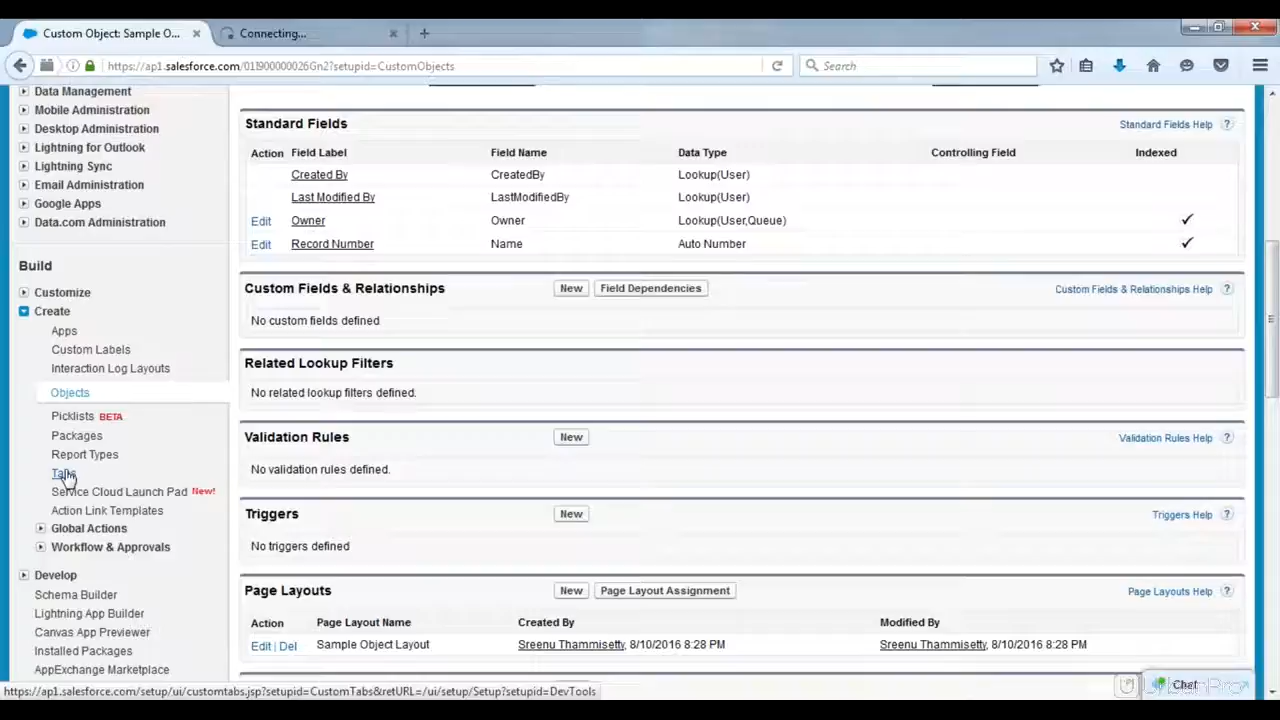 Custom Object: Sample O...
Connecting...
https://ap1.salesforce.com/01I900000026Gn2?setupid=CustomObjects
Search
Data Management
Mobile Administration
Desktop Administration
Lightning for Outlook
Lightning Sync
Email Administration
Google Apps
Data.com Administration
Build
Customize
Create
Apps
Custom Labels
Interaction Log Layouts
Objects
Picklists BETA
Packages
Report Types
Tabs
Service Cloud Launch Pad New!
Action Link Templates
Global Actions
Workflow & Approvals
Develop
Schema Builder
Lightning App Builder
Canvas App Previewer
Installed Packages
AppExchange Marketplace
Standard Fields
Standard Fields Help ?
Action Field Label Field Name Data Type Controlling Field Indexed
Created By CreatedBy Lookup(User)
Last Modified By LastModifiedBy Lookup(User)
Edit Owner Owner Lookup(User,Queue) ✓
Edit Record Number Name Auto Number ✓
Custom Fields & Relationships New Field Dependencies Custom Fields & Relationships Help ?
No custom fields defined
Related Lookup Filters
No related lookup filters defined.
Validation Rules New Validation Rules Help ?
No validation rules defined.
Triggers New Triggers Help ?
No triggers defined
Page Layouts New Page Layout Assignment Page Layouts Help ?
Action Page Layout Name Created By Modified By
Edit | Del Sample Object Layout Sreenu Thammisetty, 8/10/2016 8:28 PM Sreenu Thammisetty, 8/10/2016 8:28 PM
https://ap1.salesforce.com/setup/ui/customtabs.jsp?setupid=CustomTabs&retURL=/ui/setup/Setup?setupid=DevTools
Chat
UrbanPro